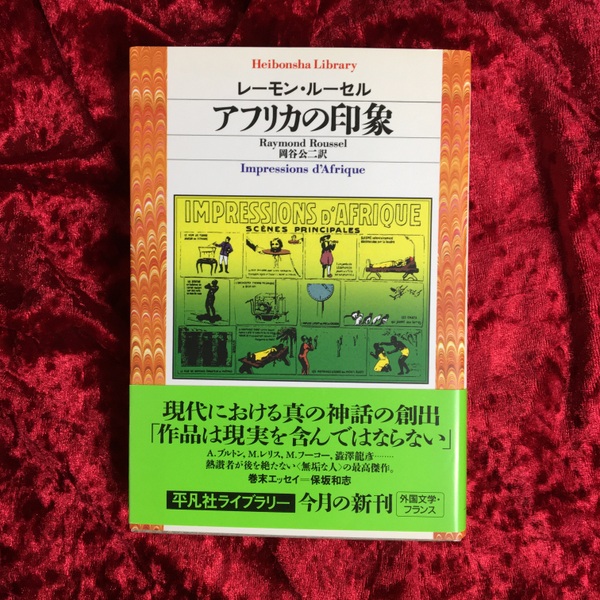 Heibonsha Library
レーモン・ルーセル
アフリカの印象
Raymond Roussel
岡谷公二訳
Impressions d'Afrique
IMPRESSIONS D'AFRIQUE
SCÈNES PRINCIPALES
現代における真の神話の創出
「作品は現実を含んではならない」
A.ブルトン, M.レリス, M.フーコー, 澁澤龍彦………
熱讃者が後を絶たない〈無垢な人〉の最高傑作。
巻末エッセイ＝保坂和志
平凡社ライブラリー 今月の新刊
外国文学・
フランス